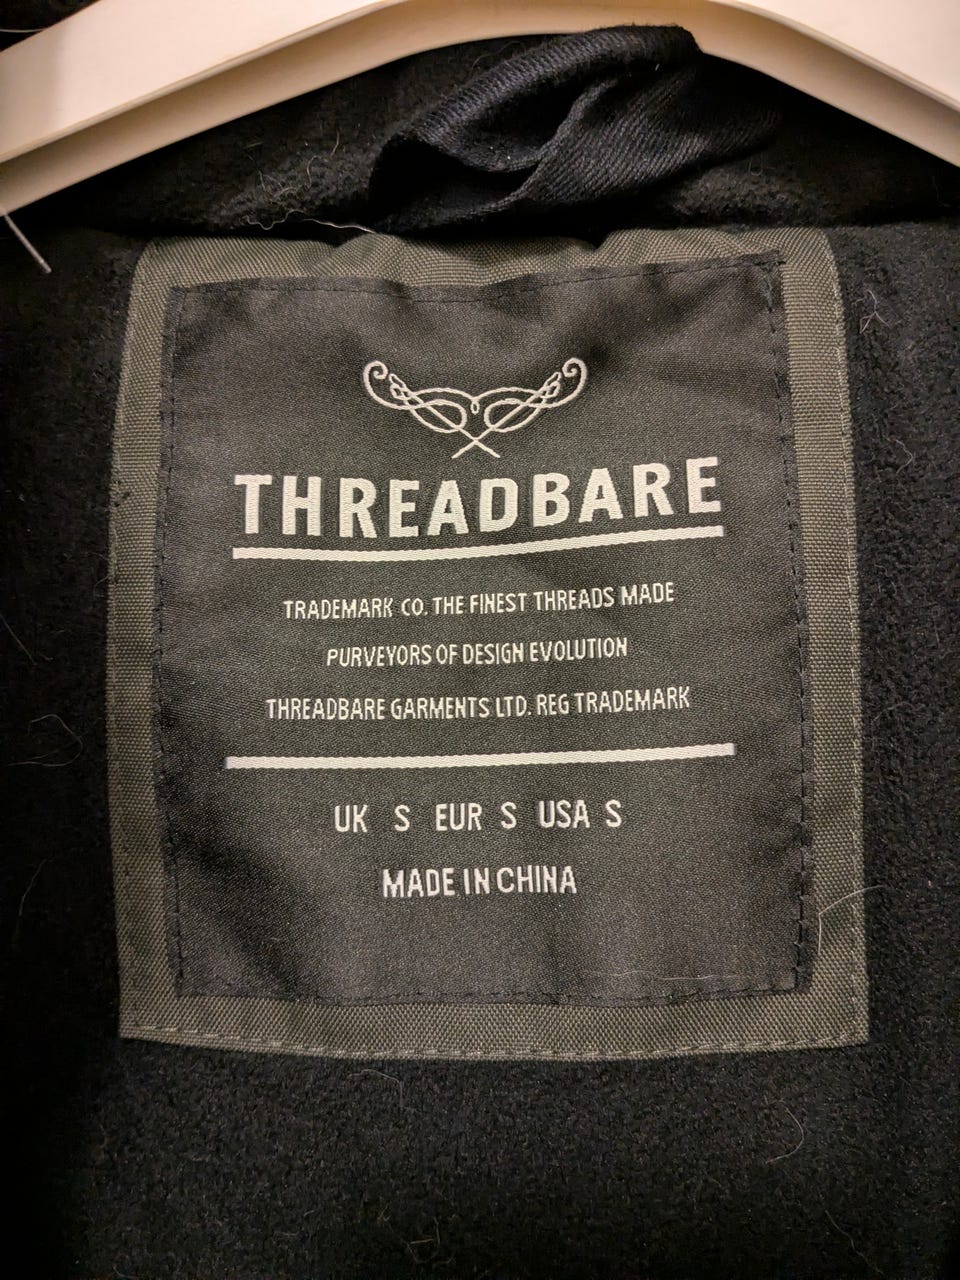 THREADBARE
TRADEMARK CO. THE FINEST THREADS MADE
PURVEYORS OF DESIGN EVOLUTION
THREADBARE GARMENTS LTD. REG TRADEMARK
UK S EUR S USA S
MADE IN CHINA